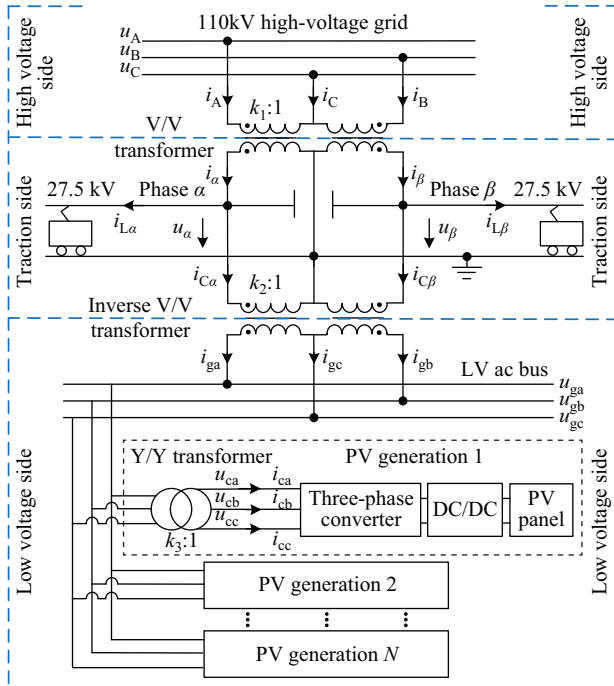 110kV high-voltage grid
uA
uB
uC
High voltage side
High voltage side
iA
k1:1
iC
iB
V/V transformer
iα
iβ
27.5 kV
Phase α
Phase β
27.5 kV
iLα
uα
uβ
iLβ
Traction side
Traction side
iCα
k2:1
iCβ
Inverse V/V transformer
iga
igc
igb
LV ac bus
uga
ugb
ugc
Low voltage side
Low voltage side
Y/Y transformer
PV generation 1
uca
ica
ucb
icb
ucc
icc
k3:1
Three-phase converter
DC/DC
PV panel
PV generation 2
PV generation N